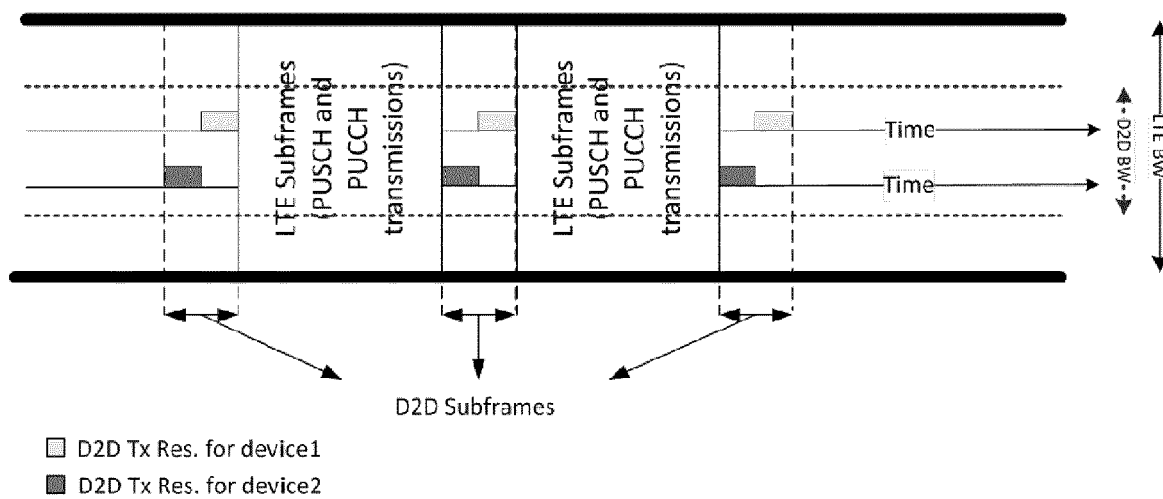 LTE Subframes
(PUSCH and
PUCCH
transmissions)
LTE Subframes
(PUSCH and
PUCCH
transmissions)
Time
Time
D2D BW
LTE BW
D2D Subframes
D2D Tx Res. for device1
D2D Tx Res. for device2